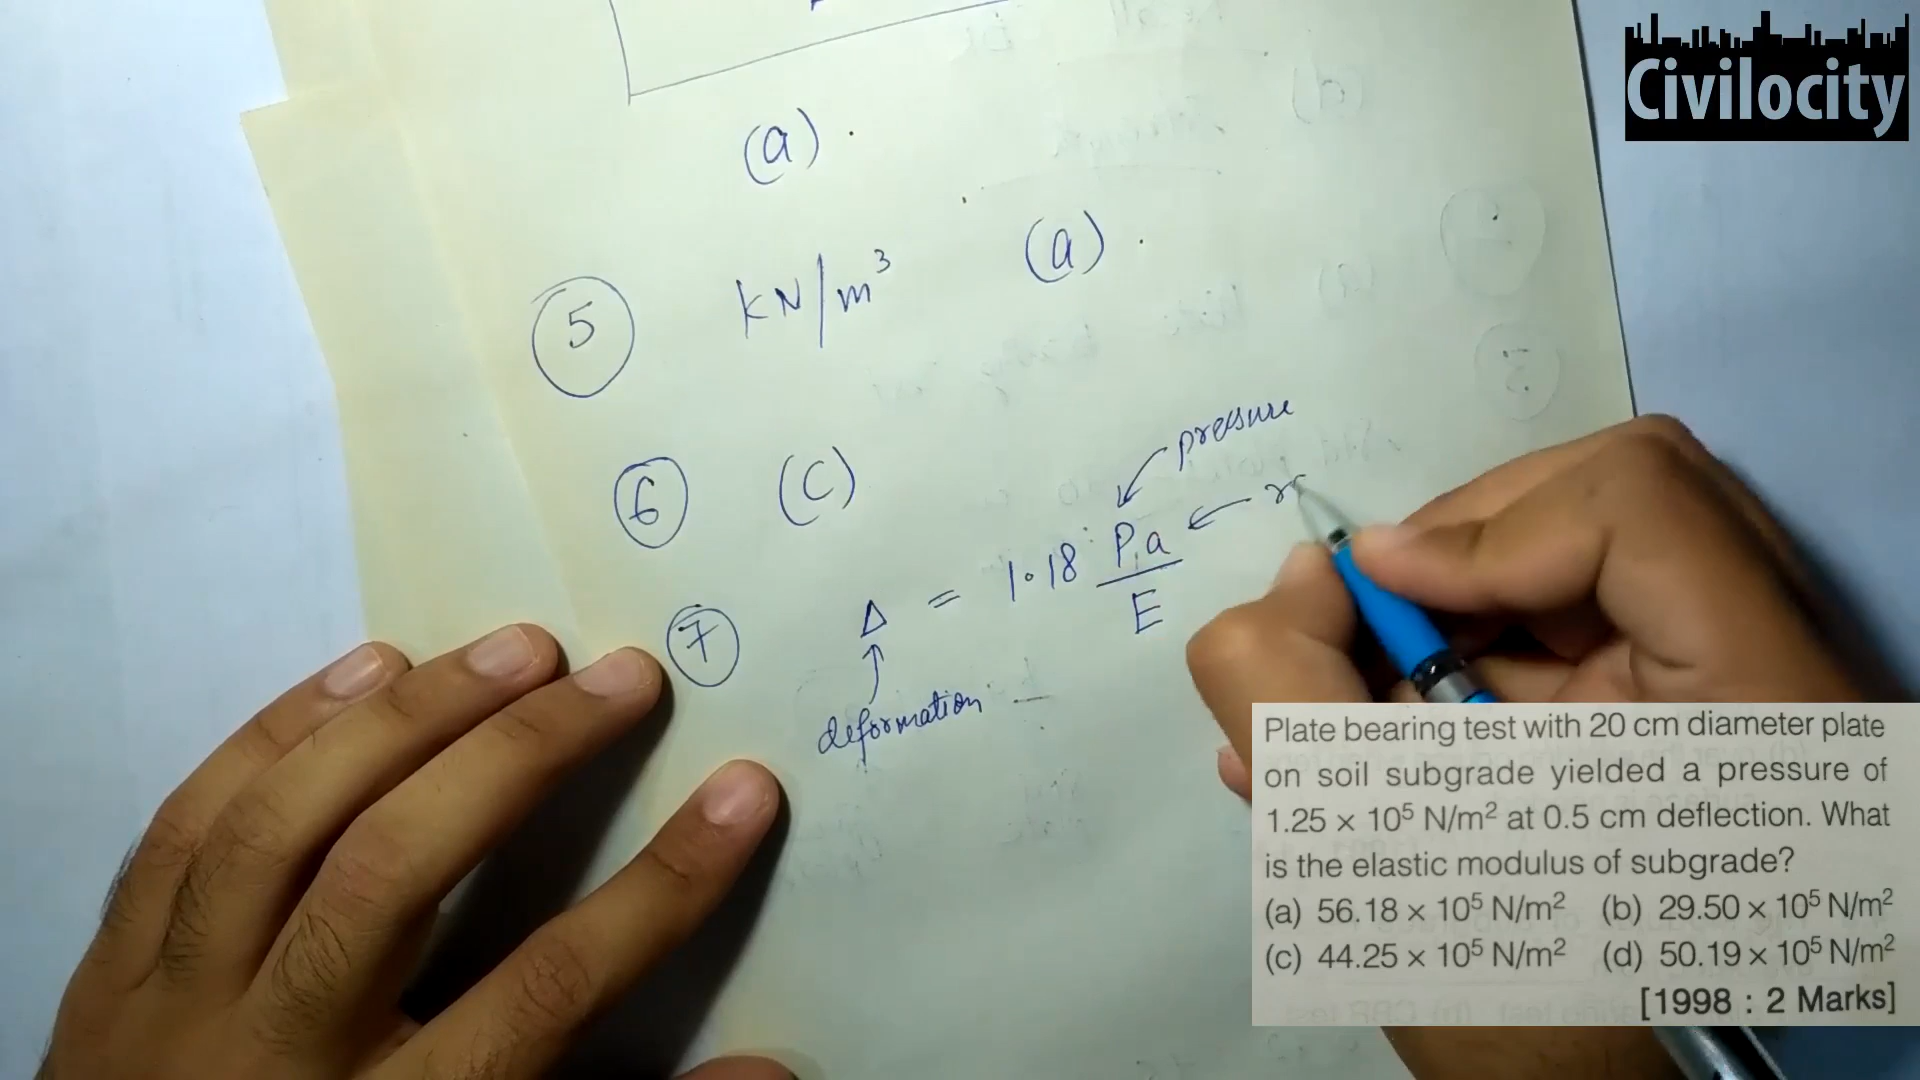 Civilocity
(a).
(a).
5 kN/m³
pressure
6 (C)
7 Δ = 1.18 P.a
E
deformation
Plate bearing test with 20 cm diameter plate
on soil subgrade yielded a pressure of
1.25 × 10⁵ N/m² at 0.5 cm deflection. What
is the elastic modulus of subgrade?
(a) 56.18 × 10⁵ N/m² (b) 29.50 × 10⁵ N/m²
(c) 44.25 × 10⁵ N/m² (d) 50.19 × 10⁵ N/m²
[1998 : 2 Marks]